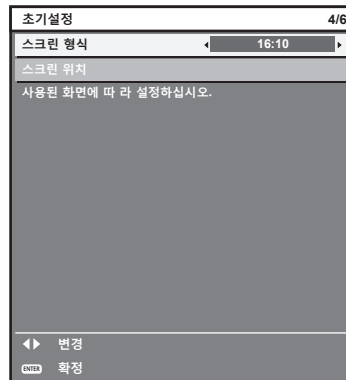 초기설정 4/6
스크린 형식 16:10
스크린 위치
사용된 화면에 따 라 설정하십시오.
변경
ENTER 확정